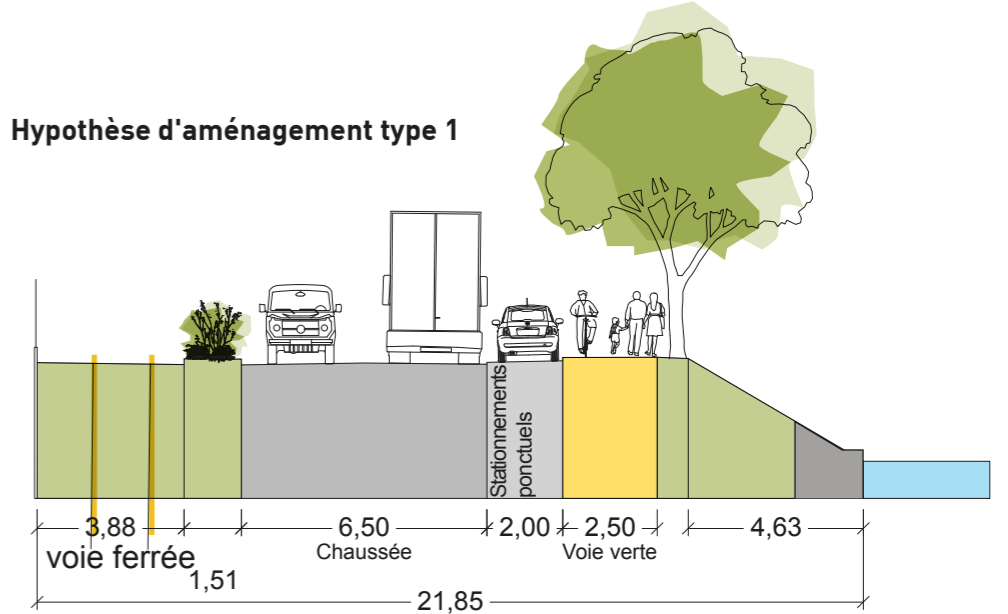 Hypothèse d'aménagement type 1
Stationnements
ponctuels
3,88
6,50
2,00
2,50
4,63
voie ferrée
Chaussée
Voie verte
1,51
21,85